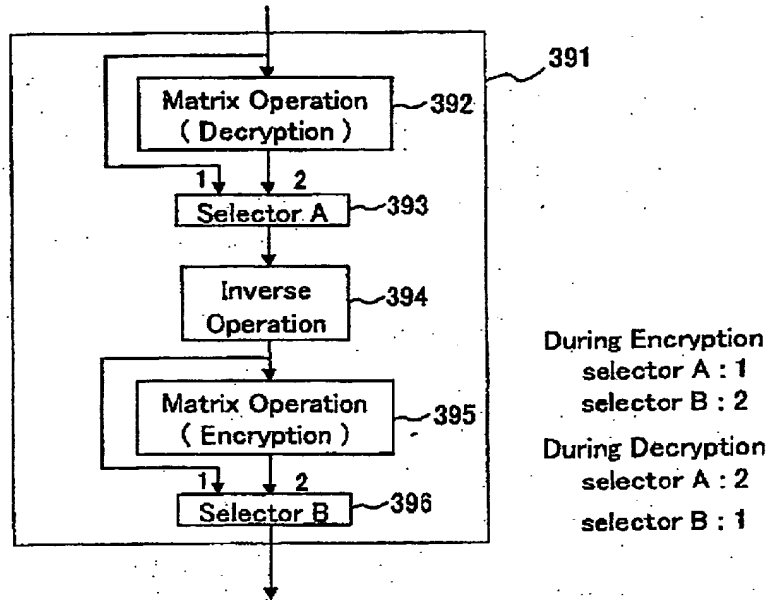 391
Matrix Operation
( Decryption )
392
1
2
Selector A
393
Inverse
Operation
394
Matrix Operation
( Encryption )
395
1
2
Selector B
396
During Encryption
selector A : 1
selector B : 2
During Decryption
selector A : 2
selector B : 1